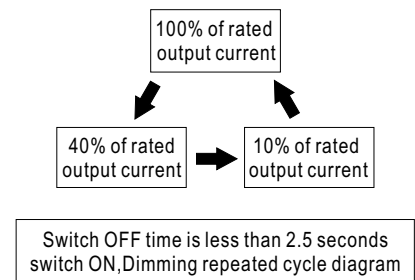 100% of rated
output current
40% of rated
output current
10% of rated
output current
Switch OFF time is less than 2.5 seconds
switch ON,Dimming repeated cycle diagram